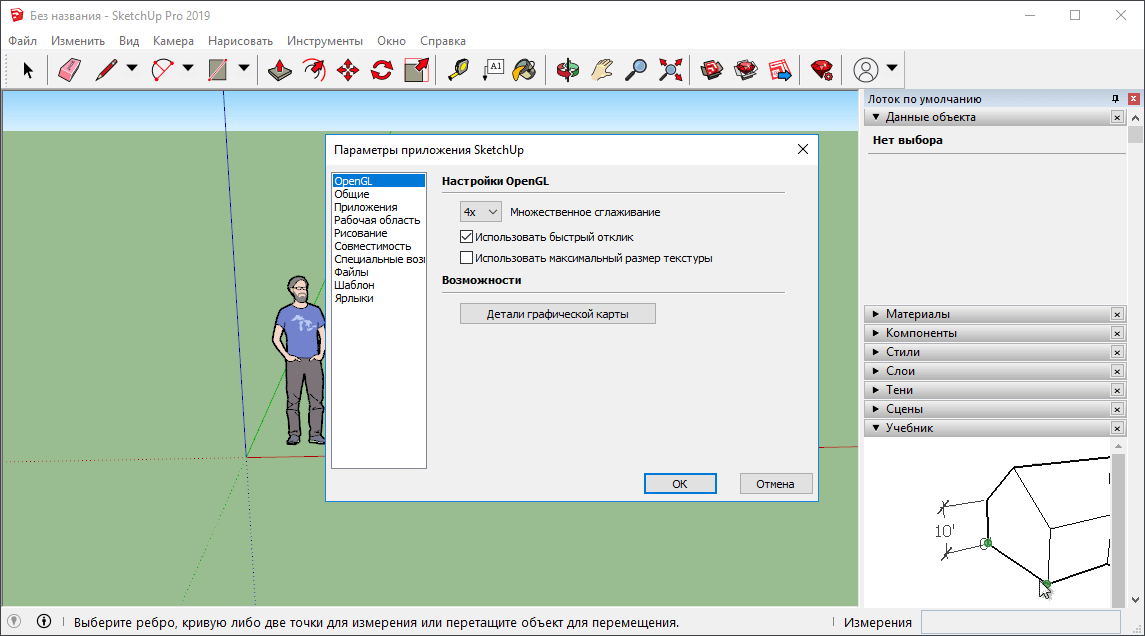 Без названия - SketchUp Pro 2019
Файл Изменить Вид Камера Нарисовать Инструменты Окно Справка
A1
Лоток по умолчанию
Данные объекта
Нет выбора
Параметры приложения SketchUp
OpenGL
Общие
Приложения
Рабочая область
Рисование
Совместимость
Специальные воз
Файлы
Шаблон
Ярлыки
Настройки OpenGL
4x Множественное сглаживание
Использовать быстрый отклик
Использовать максимальный размер текстуры
Возможности
Детали графической карты
OK Отмена
Материалы
Компоненты
Стили
Слои
Тени
Сцены
Учебник
10'
Выберите ребро, кривую либо две точки для измерения или перетащите объект для перемещения.
Измерения